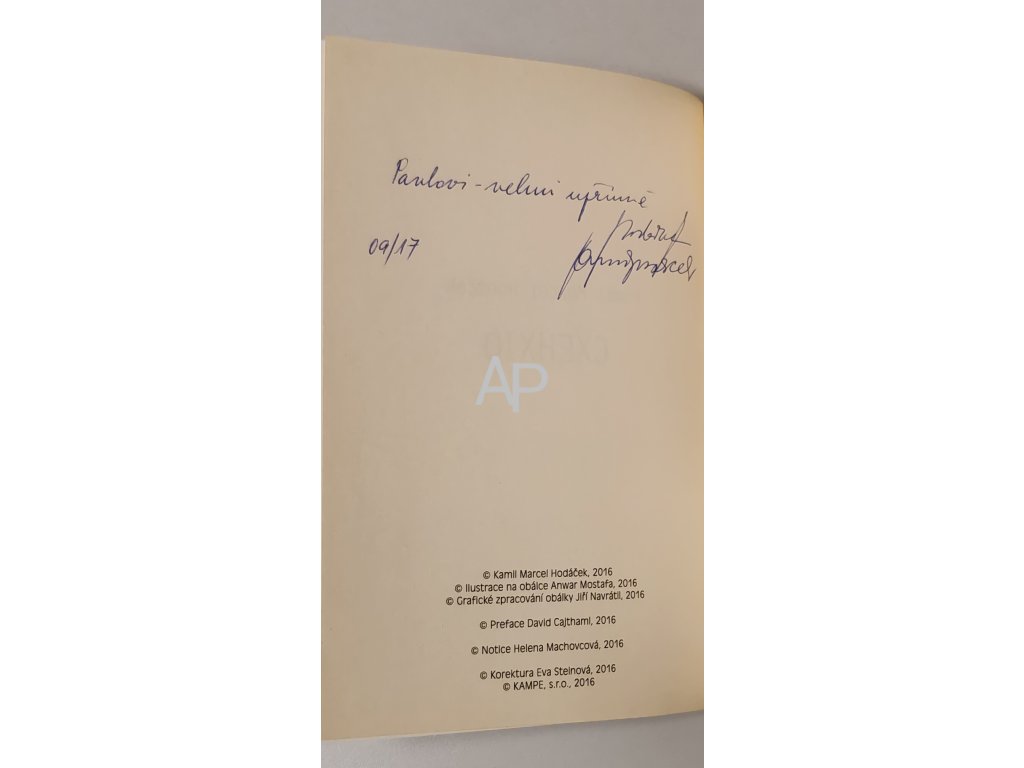 Pavlovi - velmi upřímně
09/17
AP
© Kamil Marcel Hodáček, 2016
© Ilustrace na obálce Anwar Mostafa, 2016
© Grafické zpracování obálky Jiří Navrátil, 2016
© Preface David Cajthaml, 2016
© Notice Helena Machovcová, 2016
© Korektura Eva Steinová, 2016
© KAMPE, s.r.o., 2016